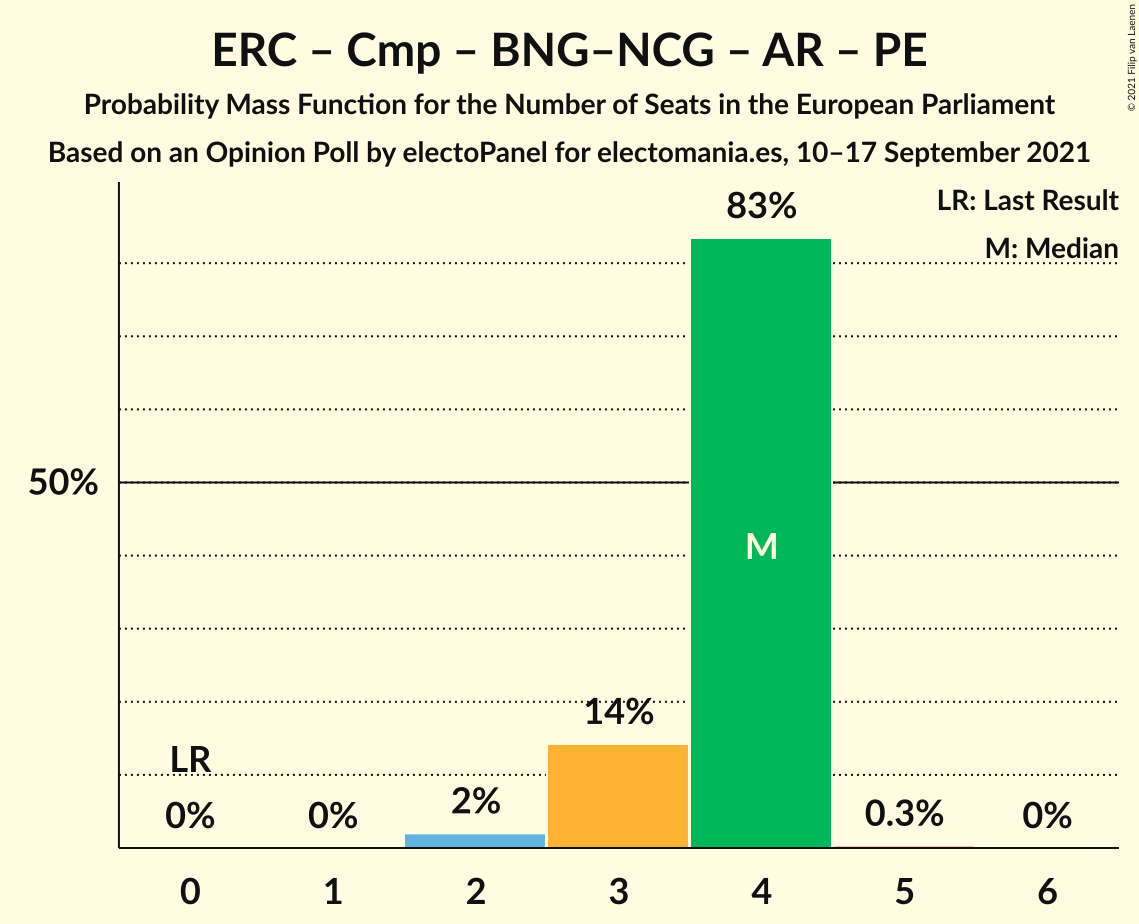 ERC – Cmp – BNG–NCG – AR – PE
Probability Mass Function for the Number of Seats in the European Parliament
Based on an Opinion Poll by electoPanel for electomania.es, 10–17 September 2021
© 2021 Filip van Laenen
LR: Last Result
M: Median
83%
50%
M
14%
LR
0%
0%
2%
0.3%
0%
0 1 2 3 4 5 6